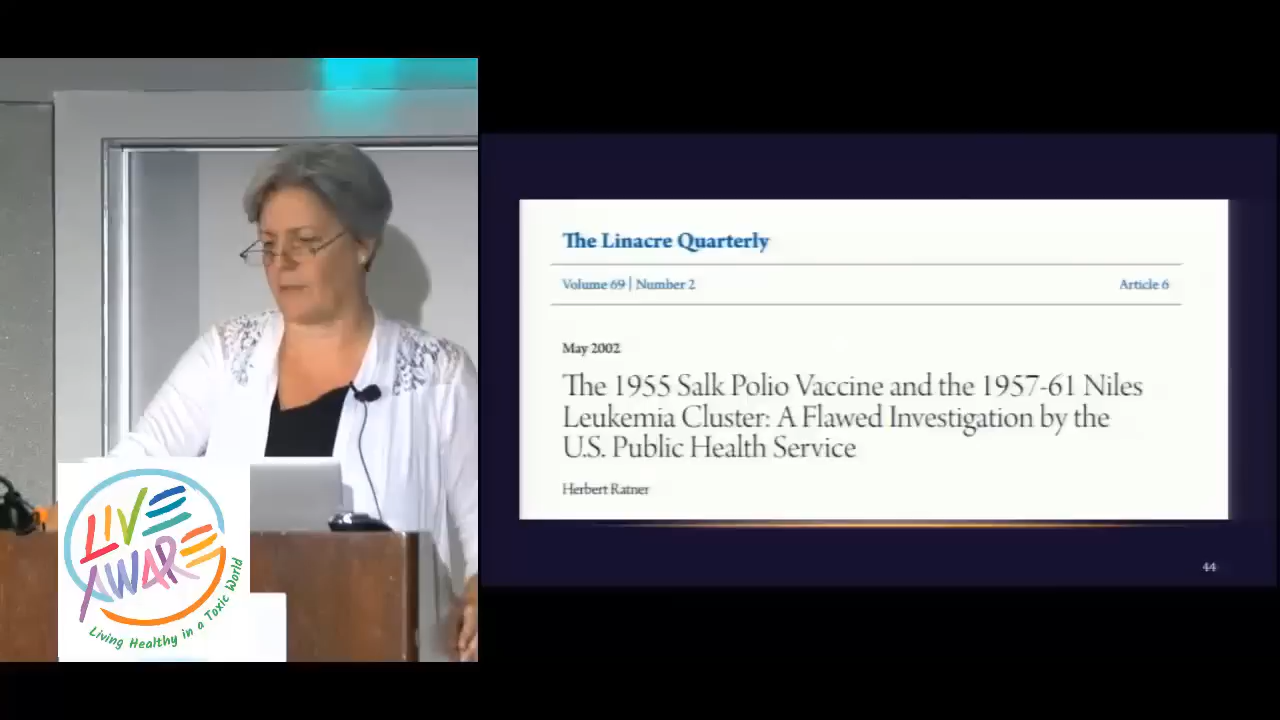 The Linacre Quarterly
Volume 69 | Number 2
Article 6
May 2002
The 1955 Salk Polio Vaccine and the 1957-61 Niles
Leukemia Cluster: A Flawed Investigation by the
U.S. Public Health Service
Herbert Ratner
44
LIVE
AWARE
Living Healthy in a Toxic World